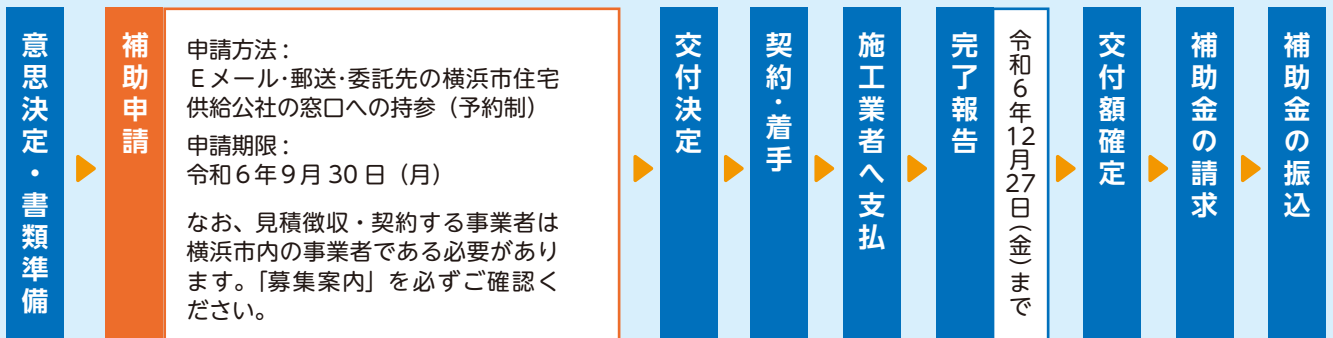 意思決定・書類準備
補助申請
申請方法：
Ｅメール・郵送・委託先の横浜市住宅
供給公社の窓口への持参（予約制）
申請期限：
令和６年９月 30 日（月）
なお、見積徴収・契約する事業者は
横浜市内の事業者である必要があり
ます。「募集案内」を必ずご確認く
ださい。
交付決定
契約・着手
施工業者へ支払
完了報告
令和６年12月27日（金）まで
交付額確定
補助金の請求
補助金の振込